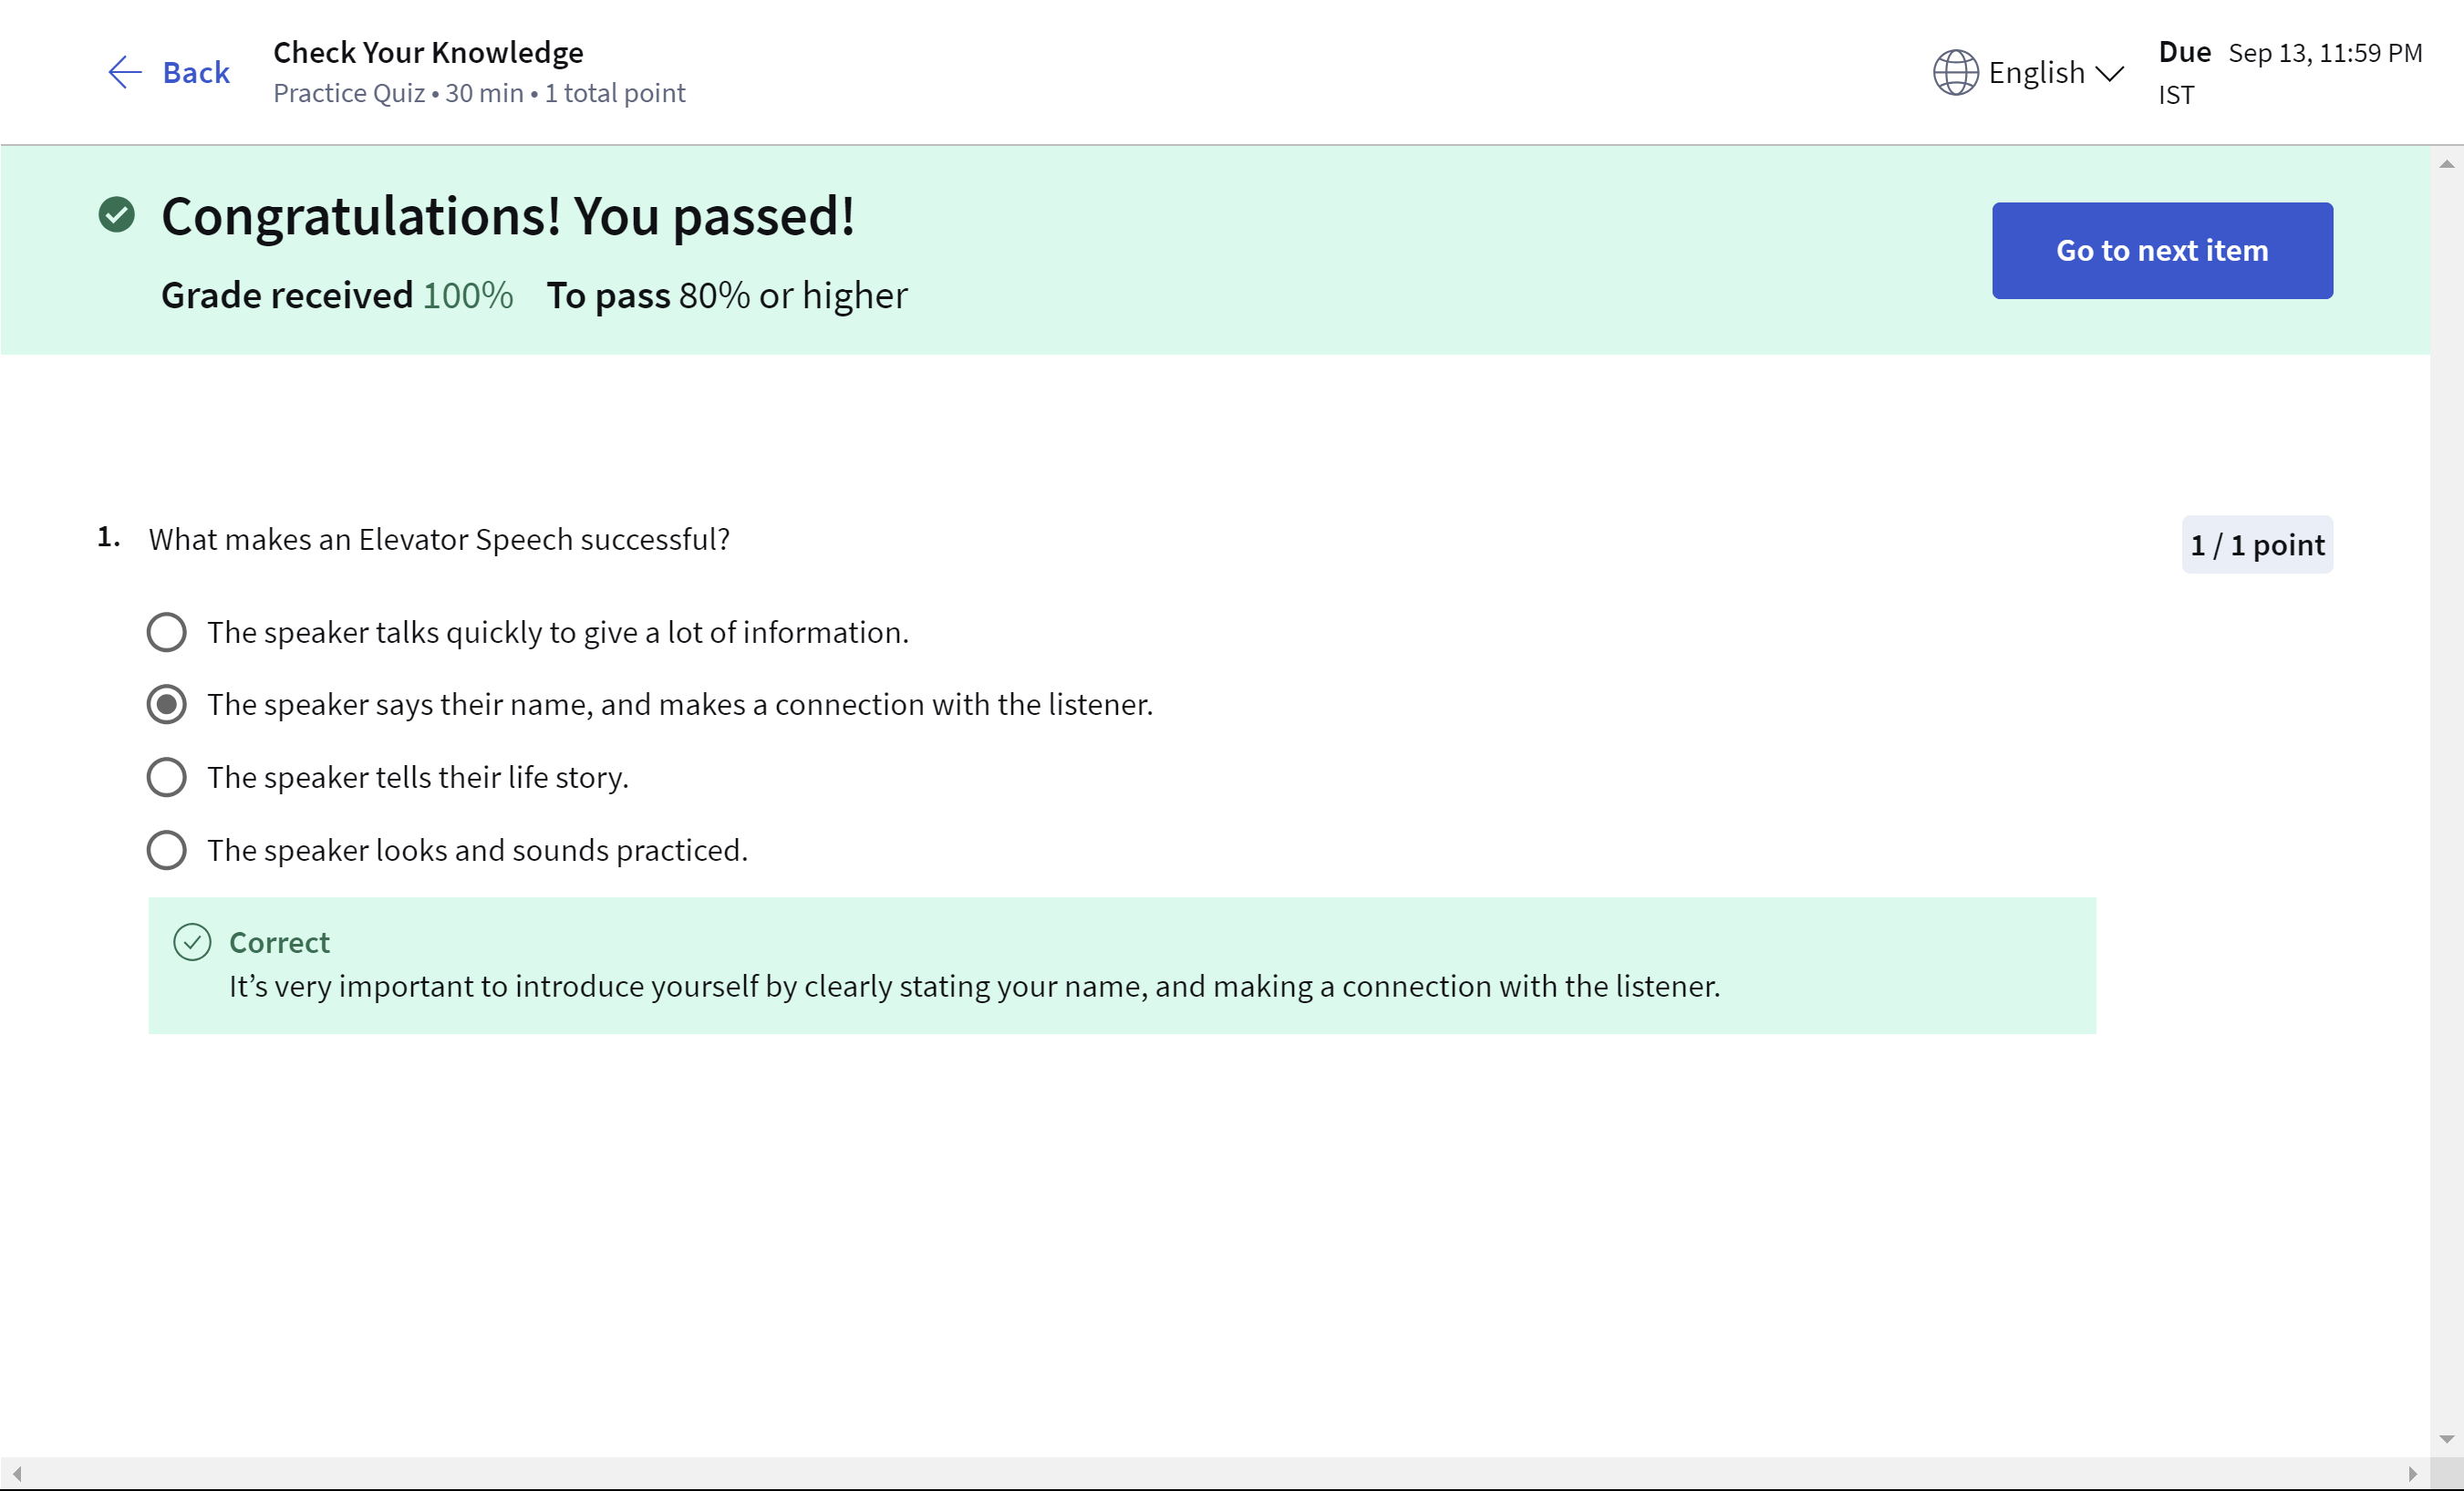 Back
Check Your Knowledge
Practice Quiz • 30 min • 1 total point
English
Due Sep 13, 11:59 PM
IST
Congratulations! You passed!
Grade received 100% To pass 80% or higher
Go to next item
1. What makes an Elevator Speech successful?
1 / 1 point
The speaker talks quickly to give a lot of information.
The speaker says their name, and makes a connection with the listener.
The speaker tells their life story.
The speaker looks and sounds practiced.
Correct
It’s very important to introduce yourself by clearly stating your name, and making a connection with the listener.